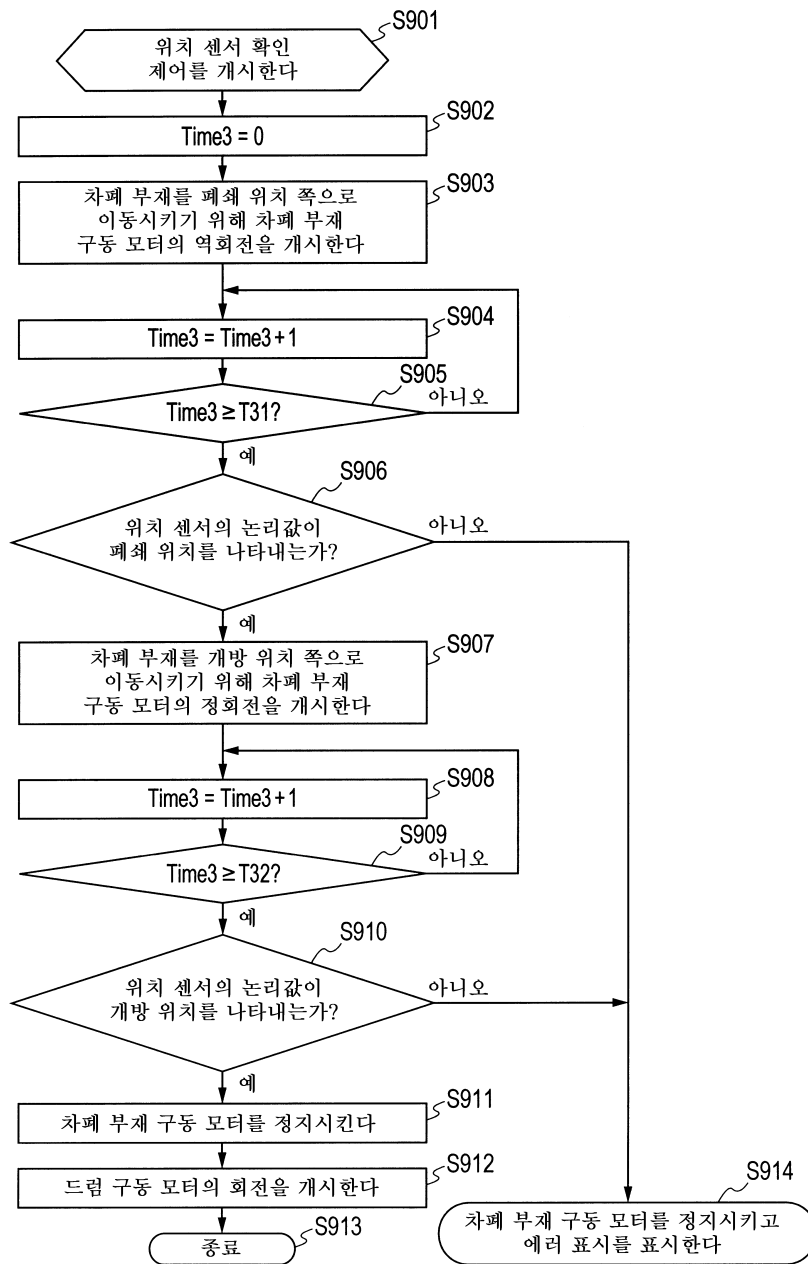 S901
위치 센서 확인
제어를 개시한다
S902
Time3 = 0
S903
차폐 부재를 폐쇄 위치 쪽으로
이동시키기 위해 차폐 부재
구동 모터의 역회전을 개시한다
S904
Time3 = Time3+1
S905
Time3 ≥ T31?
아니오
예
S906
위치 센서의 논리값이
폐쇄 위치를 나타내는가?
아니오
예
S907
차폐 부재를 개방 위치 쪽으로
이동시키기 위해 차폐 부재
구동 모터의 정회전을 개시한다
S908
Time3 = Time3+1
S909
Time3 ≥ T32?
아니오
예
S910
위치 센서의 논리값이
개방 위치를 나타내는가?
아니오
예
S911
차폐 부재 구동 모터를 정지시킨다
S912
드럼 구동 모터의 회전을 개시한다
S913
종료
S914
차폐 부재 구동 모터를 정지시키고
에러 표시를 표시한다